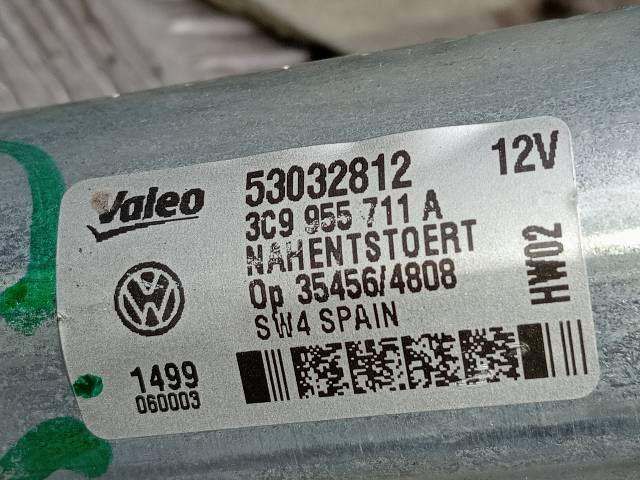 Valeo
53032812
12V
3C9 955 711 A
NAHENTSTOERT
Op 35456/4808
HW02
SW4 SPAIN
1499
060003